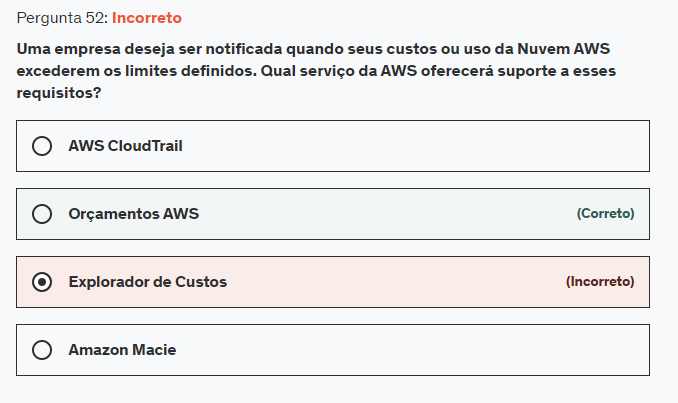 Pergunta 52: Incorreto
Uma empresa deseja ser notificada quando seus custos ou uso da Nuvem AWS
excederem os limites definidos. Qual serviço da AWS oferecerá suporte a esses
requisitos?
AWS CloudTrail
Orçamentos AWS (Correto)
Explorador de Custos (Incorreto)
Amazon Macie